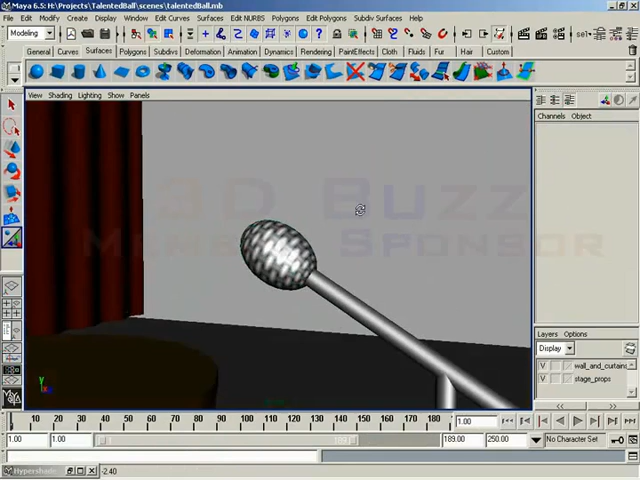 Maya 6.5: H:\Projects\TalentedBall\scenes\talentedBall.mb
File Edit Modify Create Display Window Edit Curves Surfaces Edit NURBS Polygons Edit Polygons Subdiv Surfaces Help
Modeling sel
General Curves Surfaces Polygons Subdivs Deformation Animation Dynamics Rendering PaintEffects Cloth Fluids Fur Hair Custom
View Shading Lighting Show Panels
Channels Object
3D Buzz
Member Sponsor
y
Layers Options
Display
V wall_and_curtains
V stage_props
10 20 30 40 50 60 70 80 90 100 110 120 130 140 150 160 170 180
1.00
1.00 1.00 189 189.00 250.00 No Character Set
Hypershade -2.40